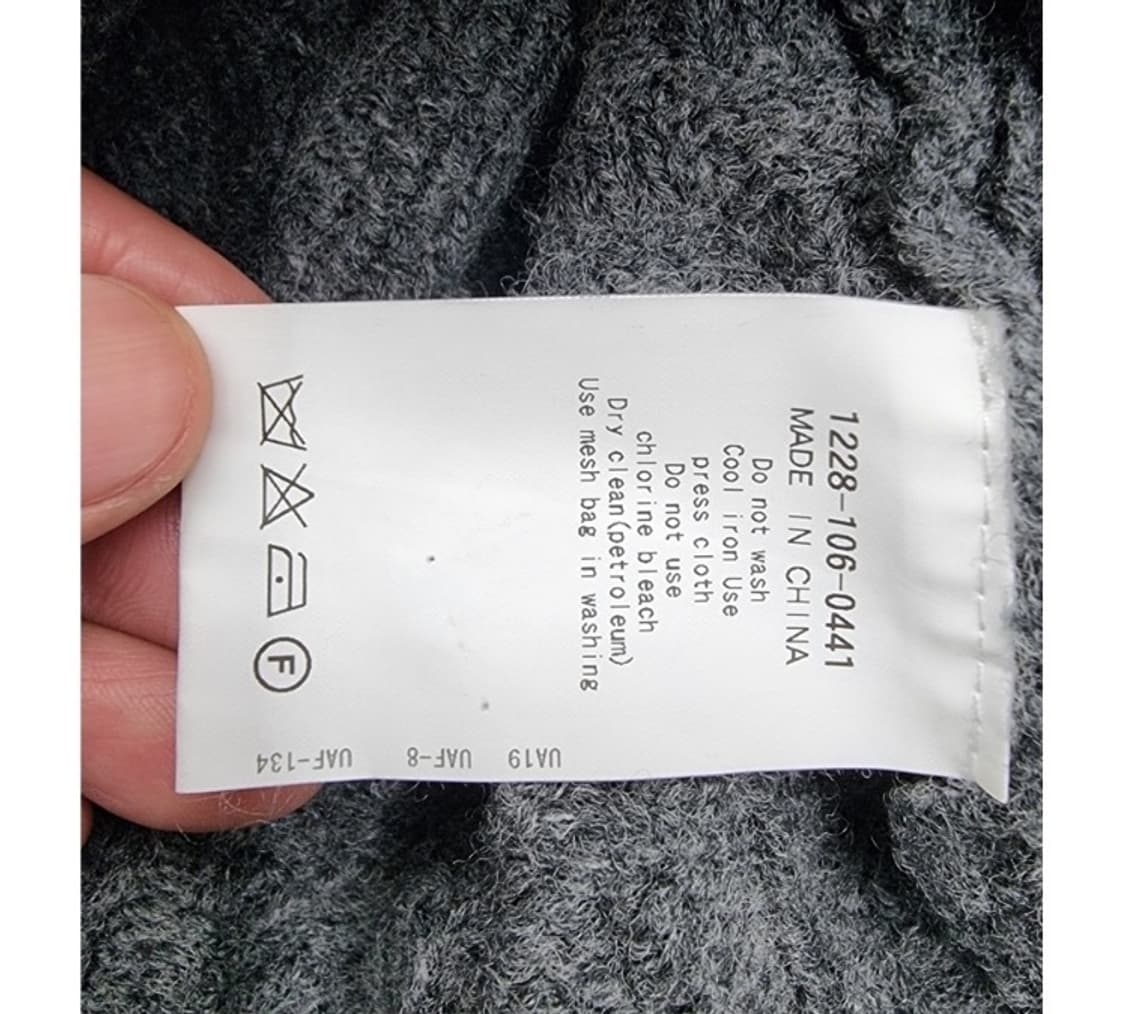 1228-106-0441
MADE IN CHINA
Do not wash
Cool iron Use
press cloth
Do not use
chlorine bleach
Dry clean(petroleum)
Use mesh bag in washing
F
UA19
UAF-8
UAF-134